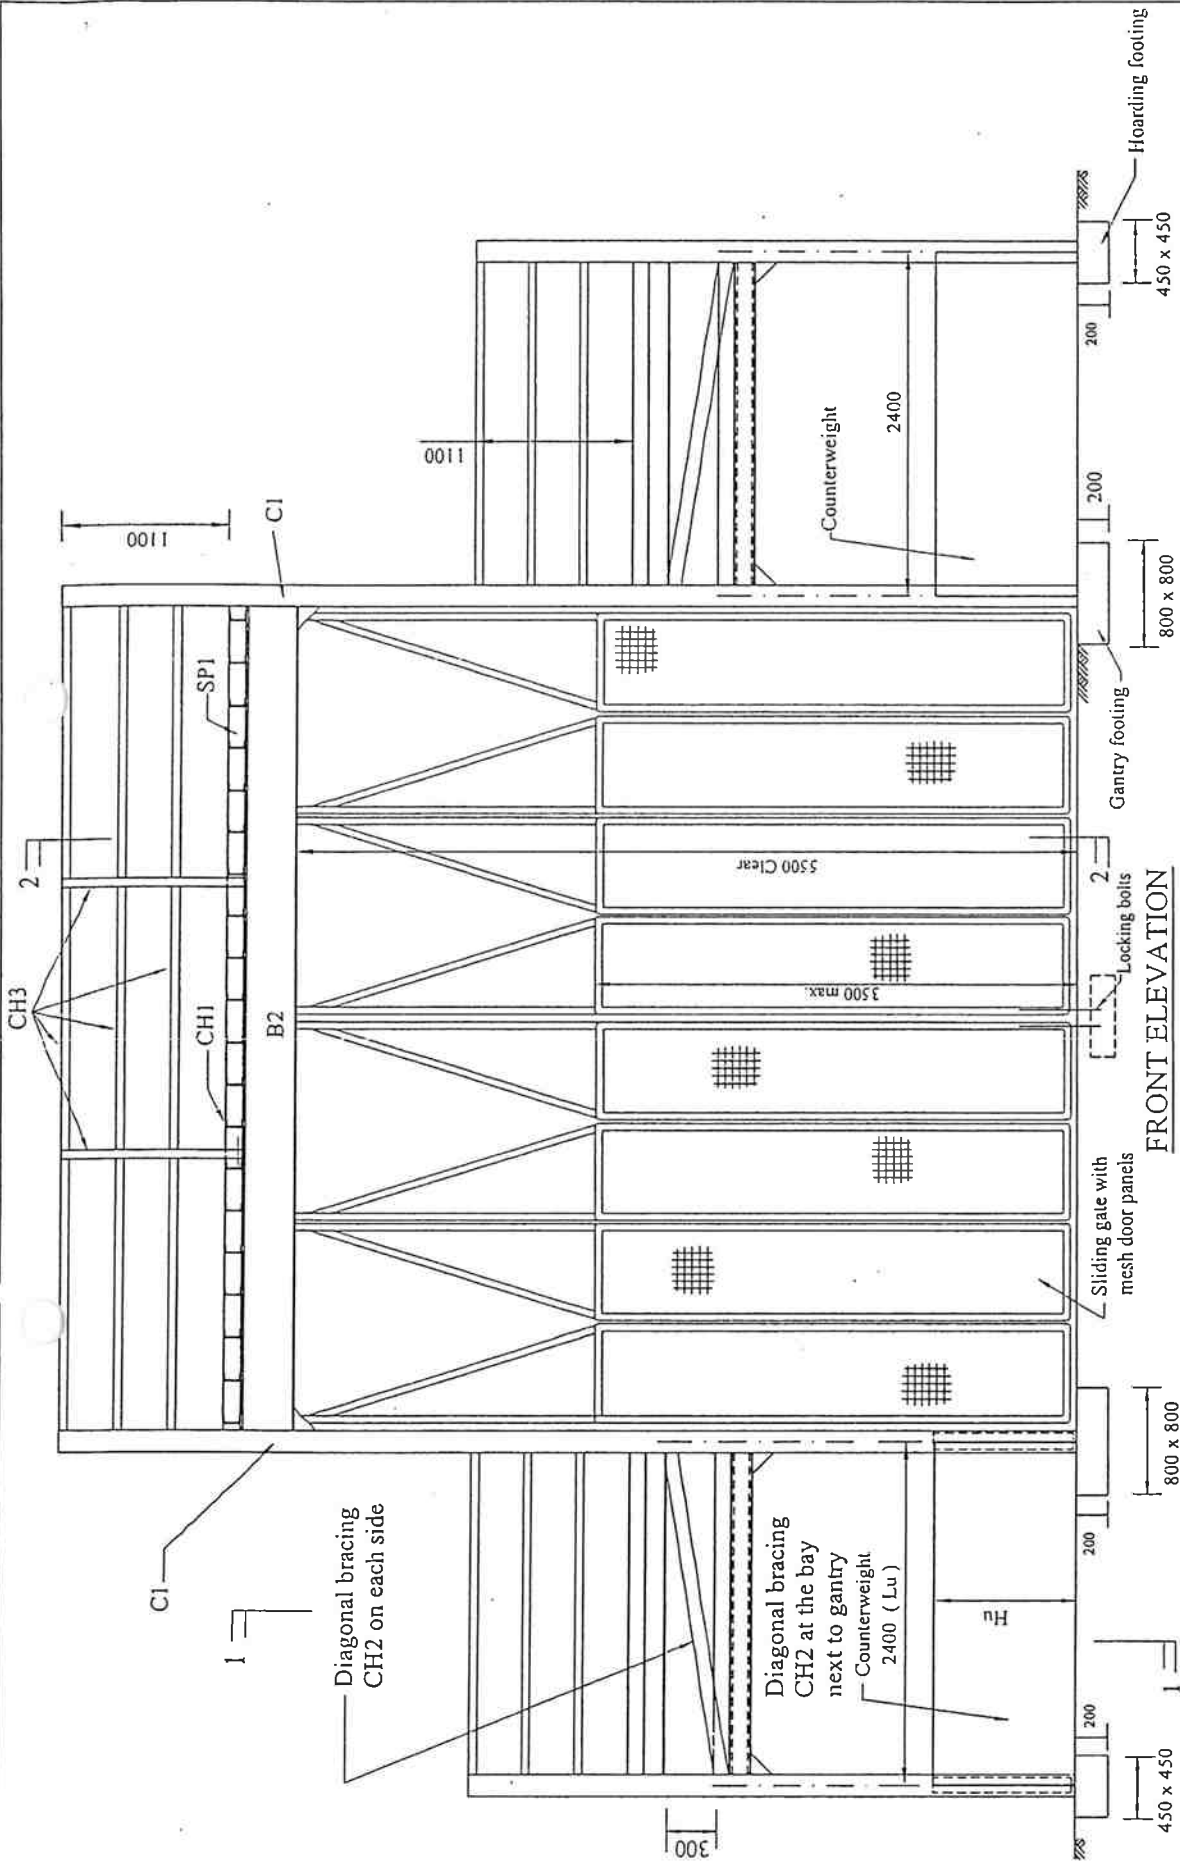 CH3
2
1100
SP1
CH1
C1
B2
C1
1
Diagonal bracing
CH2 on each side
1100
5500 Clear
3500 max.
300
Diagonal bracing
CH2 at the bay
next to gantry
Counterweight
2400 ( Lu )
Hu
Counterweight
2400
200
450 x 450
200
800 x 800
1
Sliding gate with
mesh door panels
Locking bolts
2
Gantry footing
800 x 800
200
200
450 x 450
Hoarding footing
FRONT ELEVATION